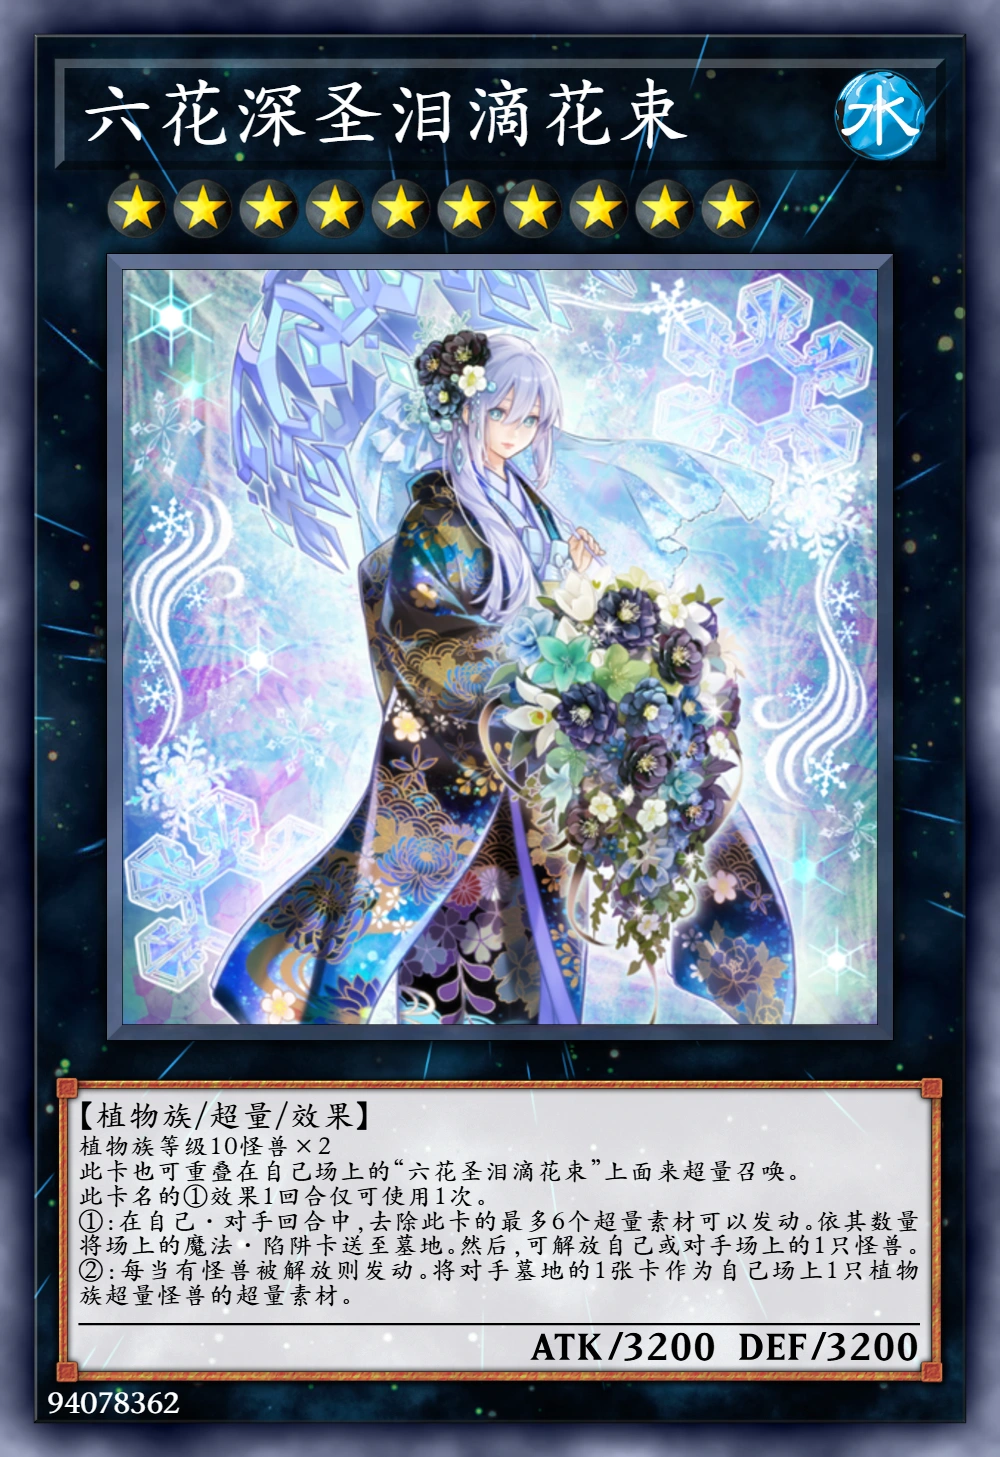 六花深圣泪滴花束
水
【植物族/超量/效果】
植物族等级10怪兽×2
此卡也可重叠在自己场上的“六花圣泪滴花束”上面来超量召唤。
此卡名的①效果1回合仅可使用1次。
①:在自己·对手回合中,去除此卡的最多6个超量素材可以发动。依其数量
将场上的魔法·陷阱卡送至墓地。然后,可解放自己或对手场上的1只怪兽。
②:每当有怪兽被解放则发动。将对手墓地的1张卡作为自己场上1只植物
族超量怪兽的超量素材。
ATK/3200 DEF/3200
94078362